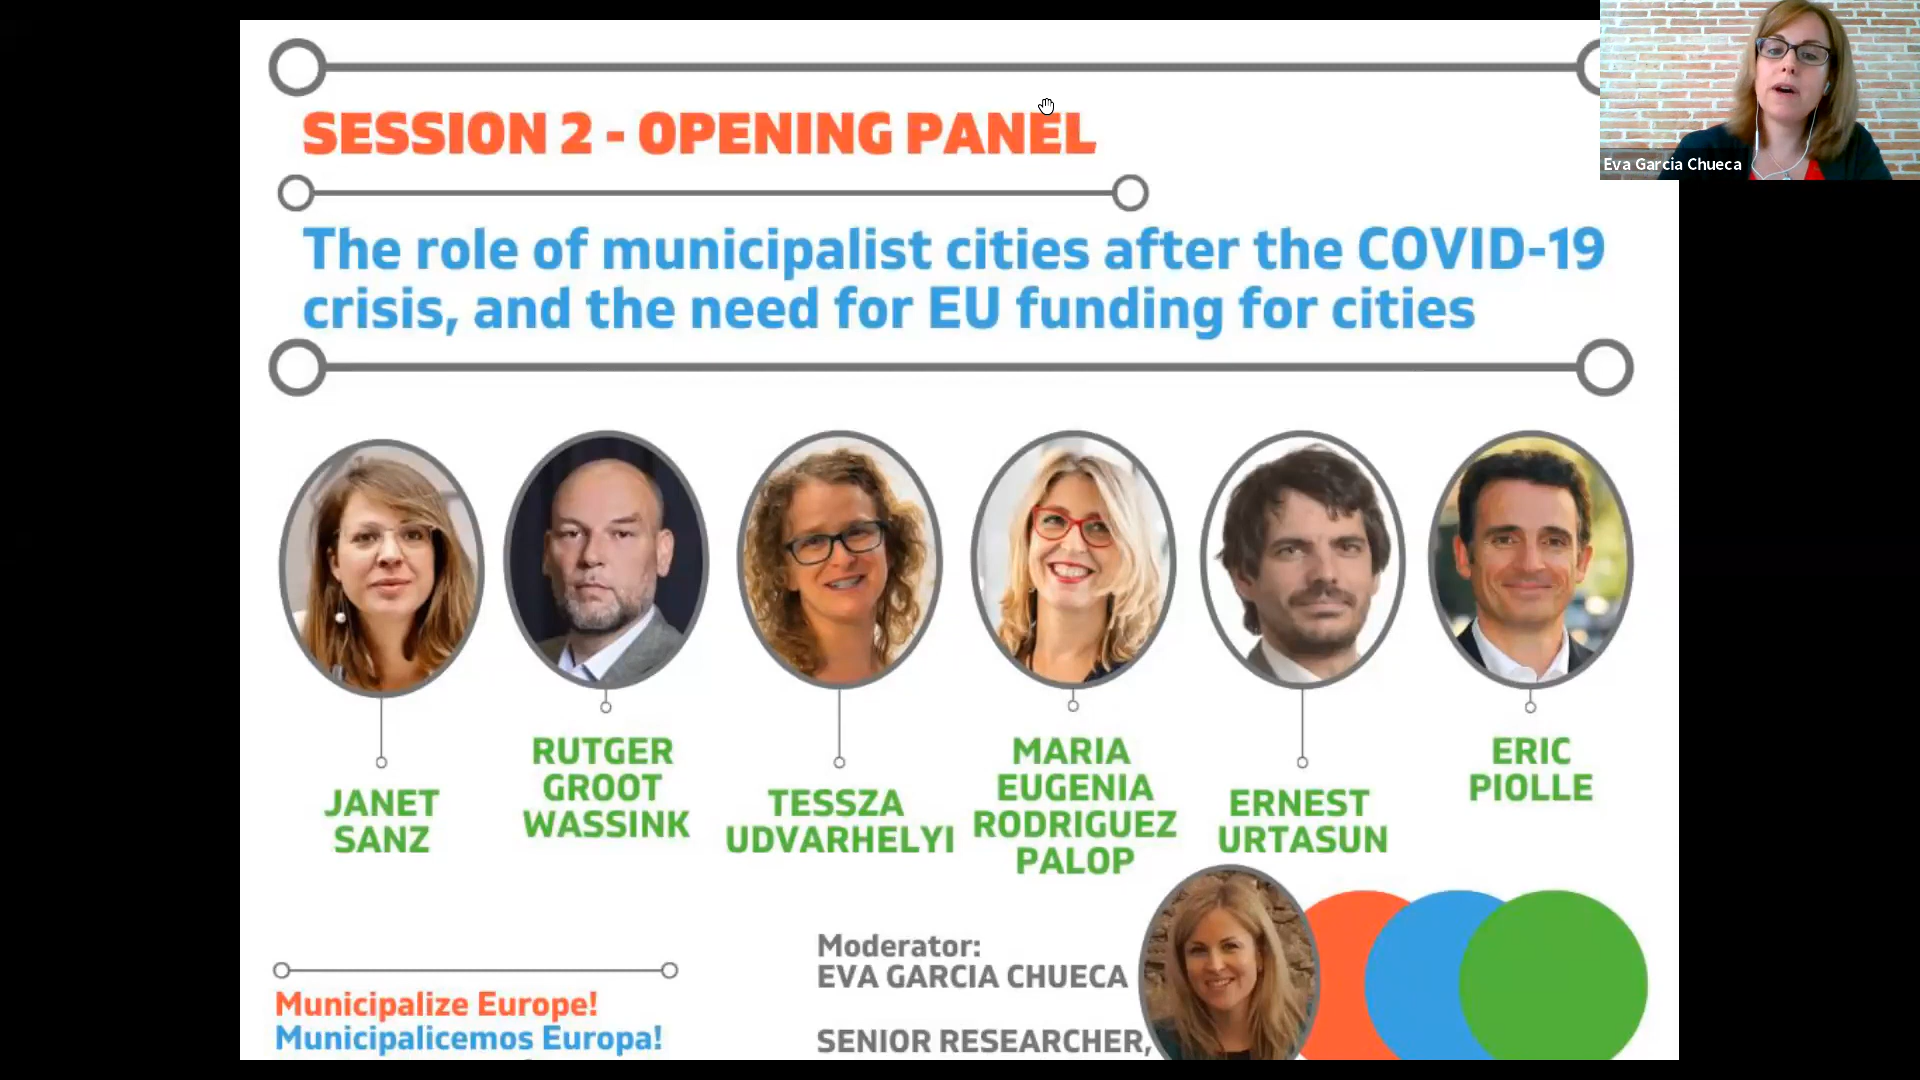 SESSION 2 - OPENING PANEL
The role of municipalist cities after the COVID-19
crisis, and the need for EU funding for cities
Eva Garcia Chueca
JANET
SANZ
RUTGER
GROOT
WASSINK
TESSZA
UDVARHELYI
MARIA
EUGENIA
RODRIGUEZ
PALOP
ERNEST
URTASUN
ERIC
PIOLLE
Moderator:
EVA GARCIA CHUECA
SENIOR RESEARCHER,
Municipalize Europe!
Municipalicemos Europa!